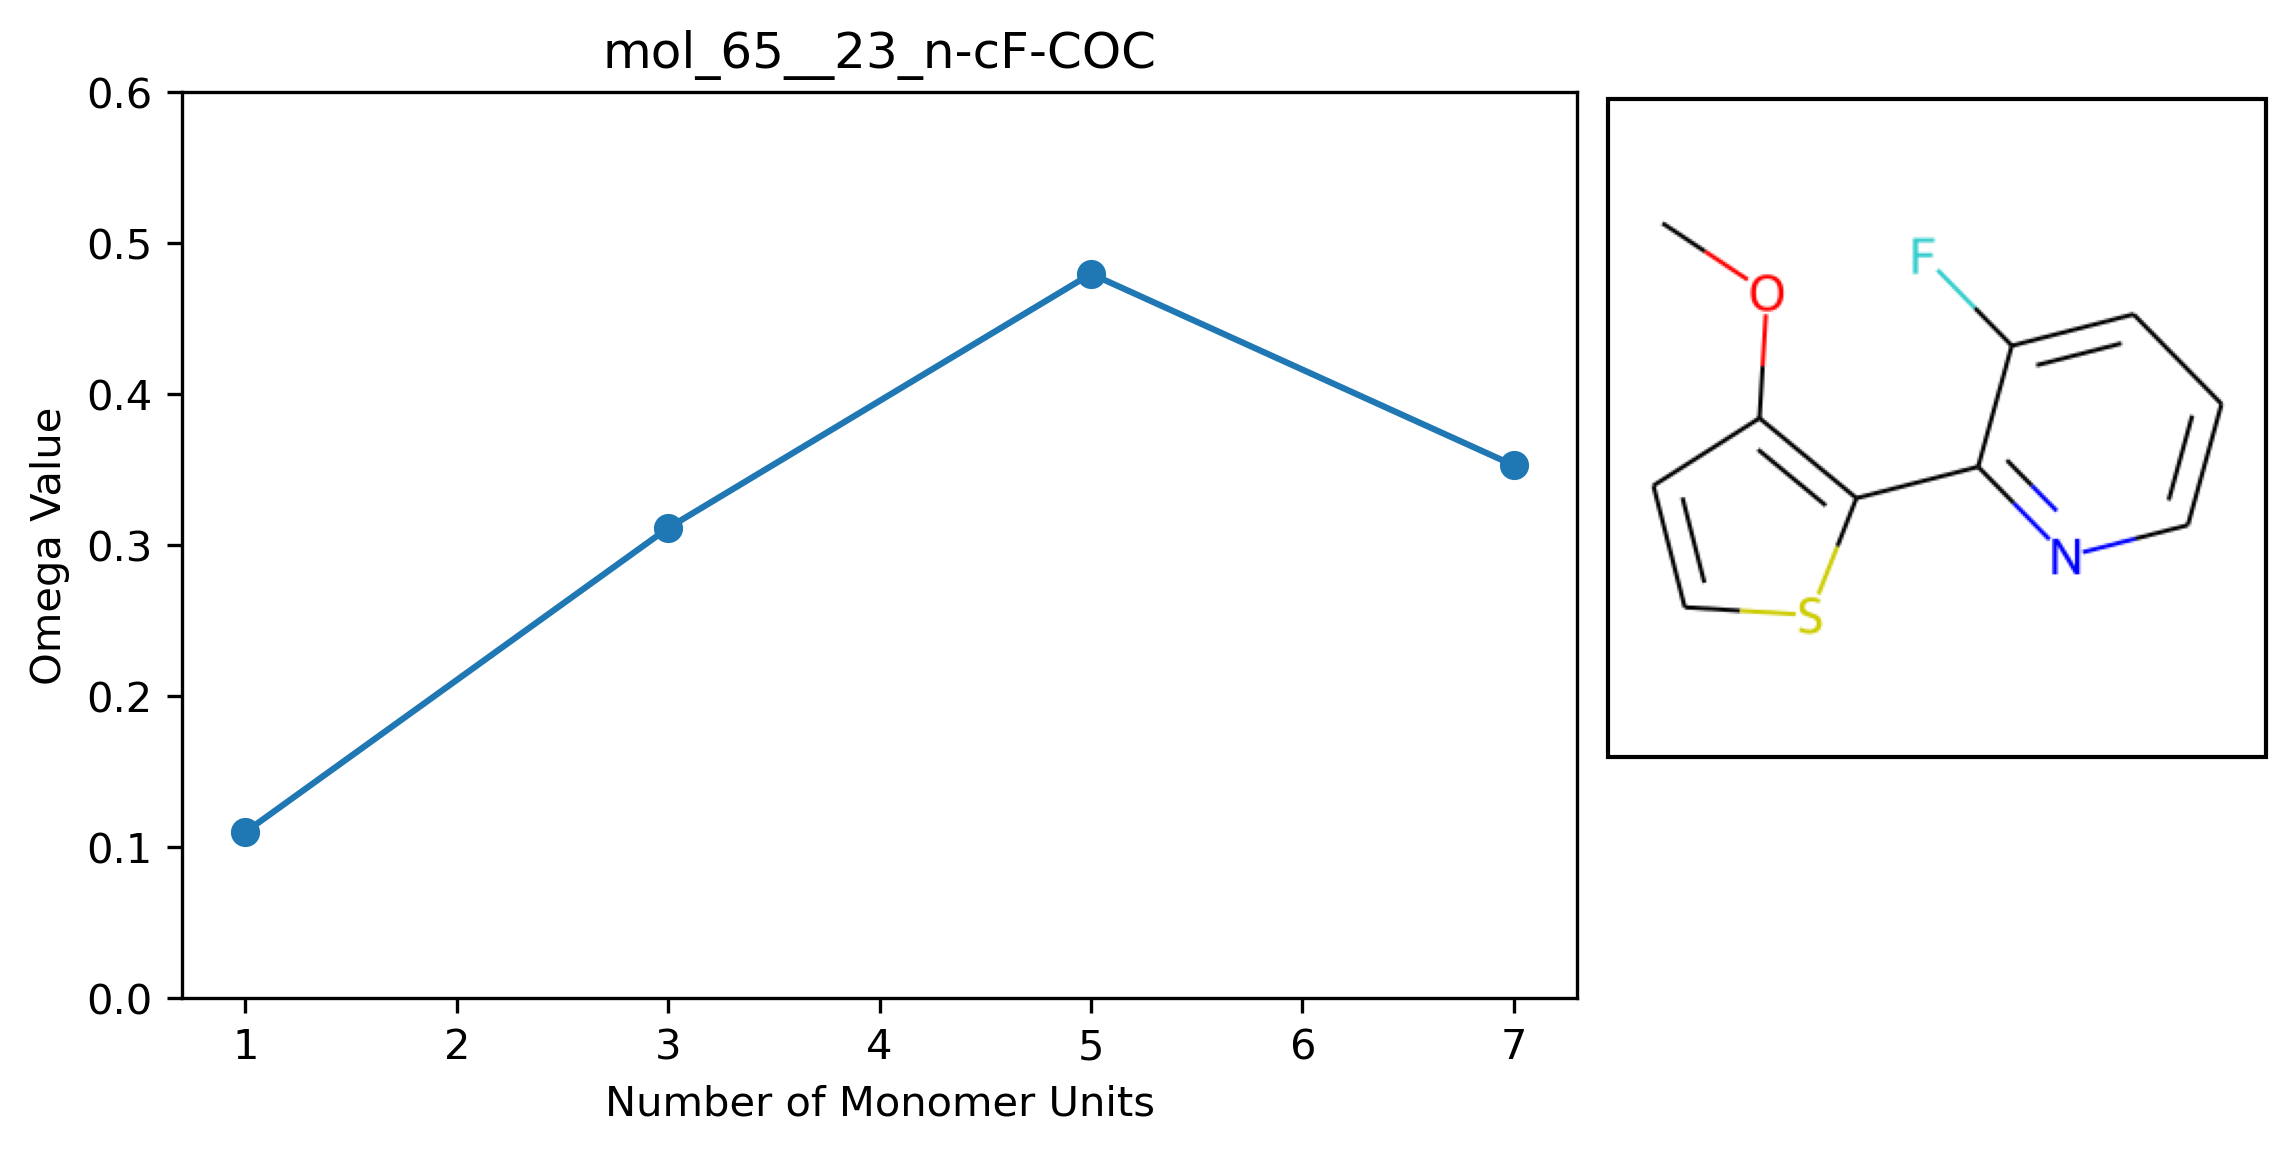 mol_65__23_n-cF-COC
0.6
0.5
0.4
0.3
0.2
0.1
0.0
Omega Value
1 2 3 4 5 6 7
Number of Monomer Units
F
O
N
S